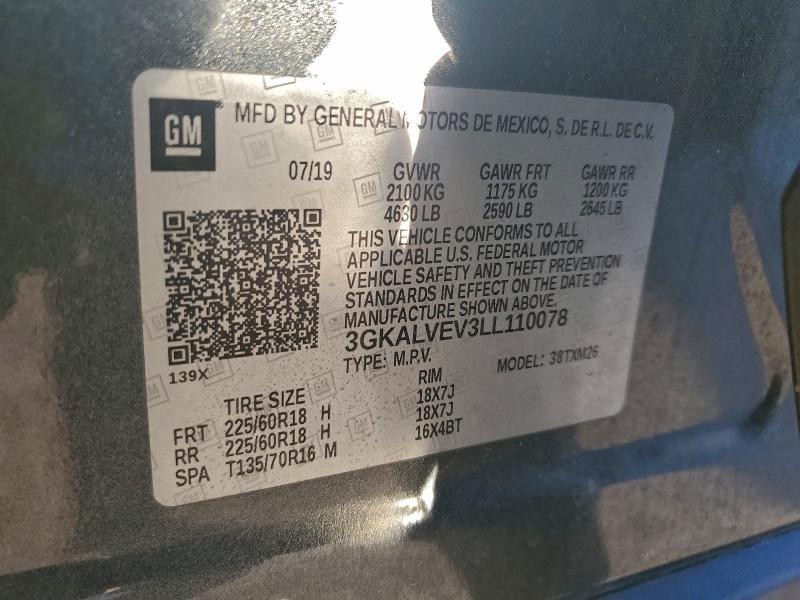 GM
MFD BY GENERAL MOTORS DE MEXICO, S. DE R.L. DE C.V.
07/19
GVWR GAWR FRT GAWR RR
2100 KG 1175 KG 1200 KG
4630 LB 2590 LB 2645 LB
THIS VEHICLE CONFORMS TO ALL
APPLICABLE U.S. FEDERAL MOTOR
VEHICLE SAFETY AND THEFT PREVENTION
STANDARDS IN EFFECT ON THE DATE OF
MANUFACTURE SHOWN ABOVE.
3GKALVEV3LL110078
139X
TYPE: M.P.V. MODEL: 38TXM26
TIRE SIZE RIM
FRT 225/60R18 H 18X7J
RR 225/60R18 H 18X7J
SPA T135/70R16 M 16X4BT